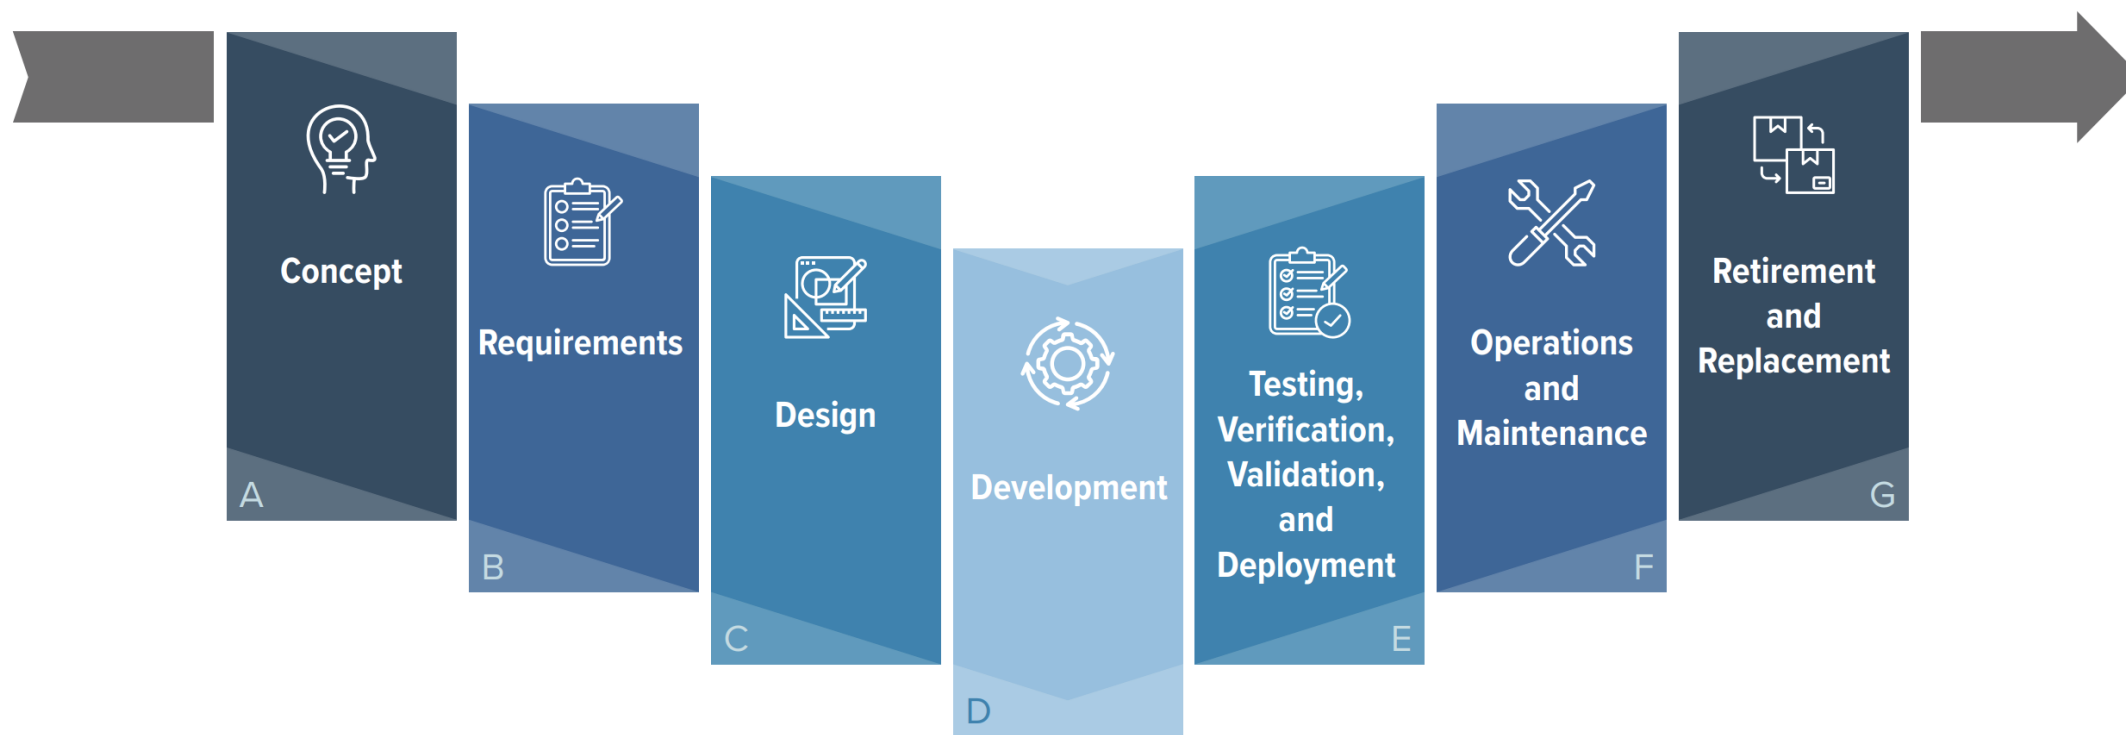 Concept
A
Requirements
B
Design
C
Development
D
Testing,
Verification,
Validation,
and
Deployment
E
Operations
and
Maintenance
F
Retirement
and
Replacement
G